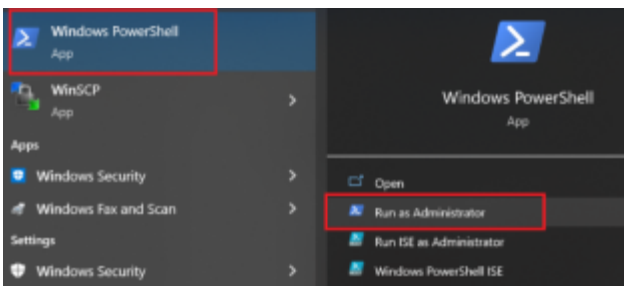 Windows PowerShell
App
WinSCP
App
Apps
Windows Security
Windows Fax and Scan
Settings
Windows Security
Windows PowerShell
App
Open
Run as Administrator
Run ISE as Administrator
Windows PowerShell ISE